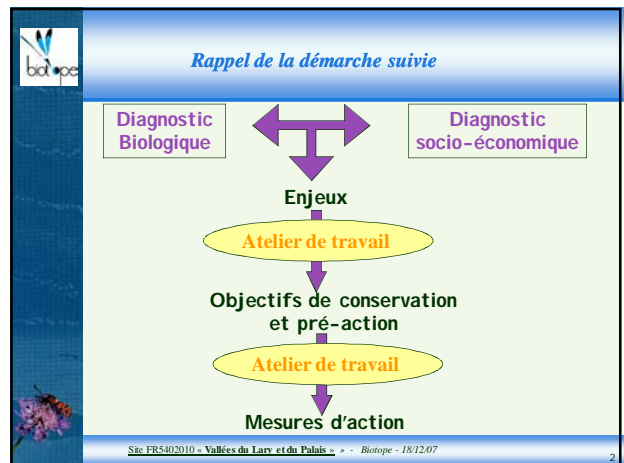 biotope
Rappel de la démarche suivie
Diagnostic
Biologique
Diagnostic
socio-économique
Enjeux
Atelier de travail
Objectifs de conservation
et pré-action
Atelier de travail
Mesures d'action
Site FR5402010 « Vallées du Lary et du Palais » » - Biotope - 18/12/07
2